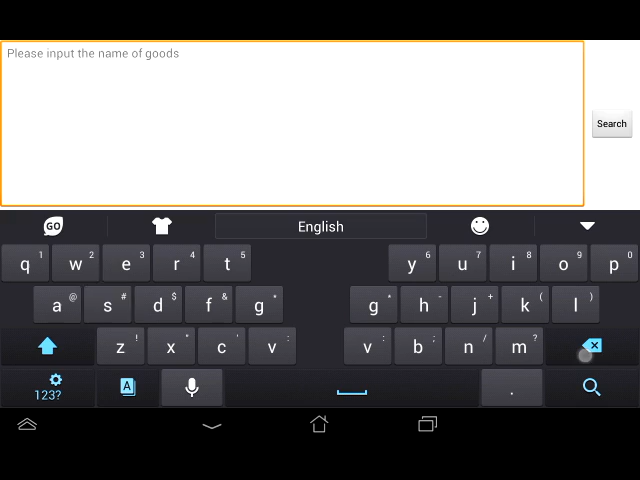 Please input the name of goods
Search
GO English
q 1 w 2 e 3 r 4 t 5 y 6 u 7 i 8 o 9 p 0
a @ s # d $ f & g * g * h - j + k ( l )
z ! x " c ' v : v : b ; n / m ?
123? A .